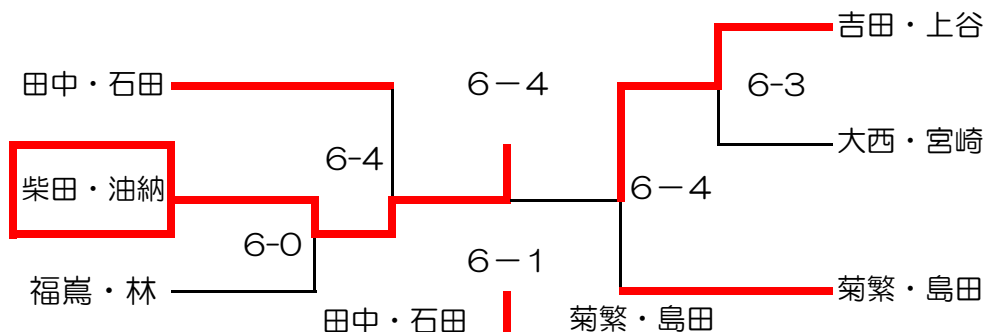 吉田・上谷
田中・石田
6－4
6-3
大西・宮崎
6-4
柴田・油納
6－4
6-0
6－1
福嶌・林
菊繁・島田
田中・石田
菊繁・島田